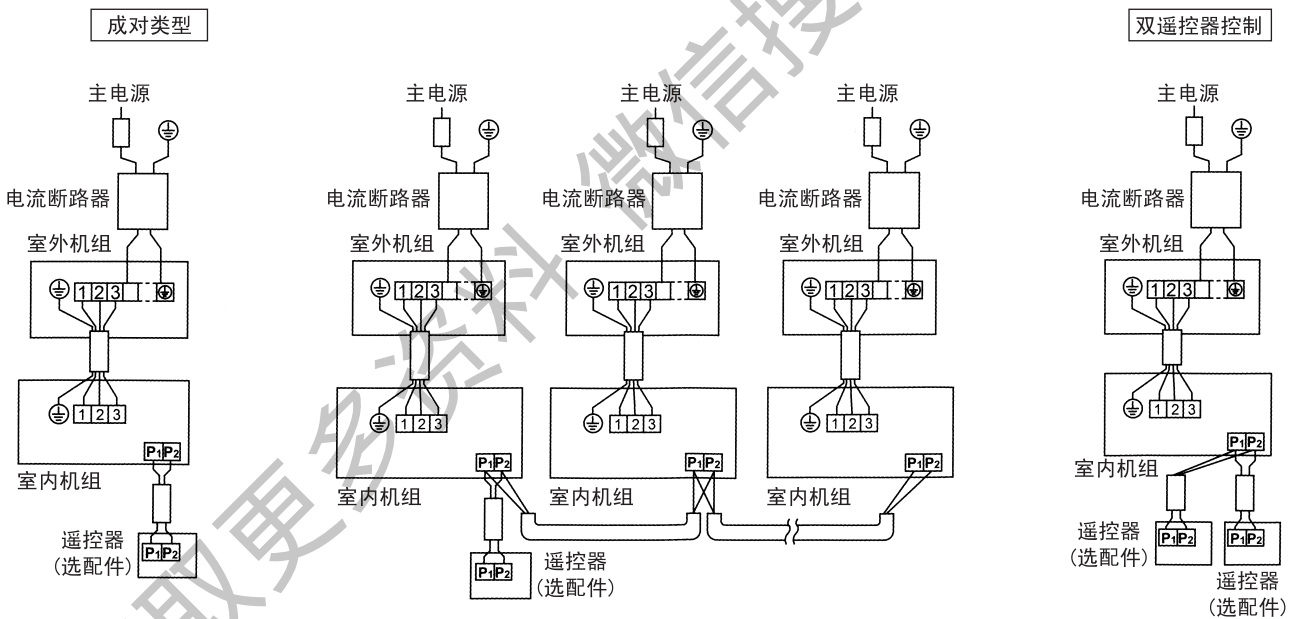 成对类型
双遥控器控制
主电源
主电源
主电源
主电源
主电源
电流断路器
电流断路器
电流断路器
电流断路器
电流断路器
室外机组
室外机组
室外机组
室外机组
室外机组
1 2 3
1 2 3
1 2 3
1 2 3
1 2 3
1 2 3
1 2 3
1 2 3
1 2 3
1 2 3
P1 P2
P1 P2
P1 P2
P1 P2
P1 P2
室内机组
室内机组
室内机组
室内机组
室内机组
遥控器
(选配件)
P1 P2
P1 P2
遥控器
(选配件)
遥控器
(选配件)
P1 P2
P1 P2
遥控器
(选配件)
取更多资料 微信搜